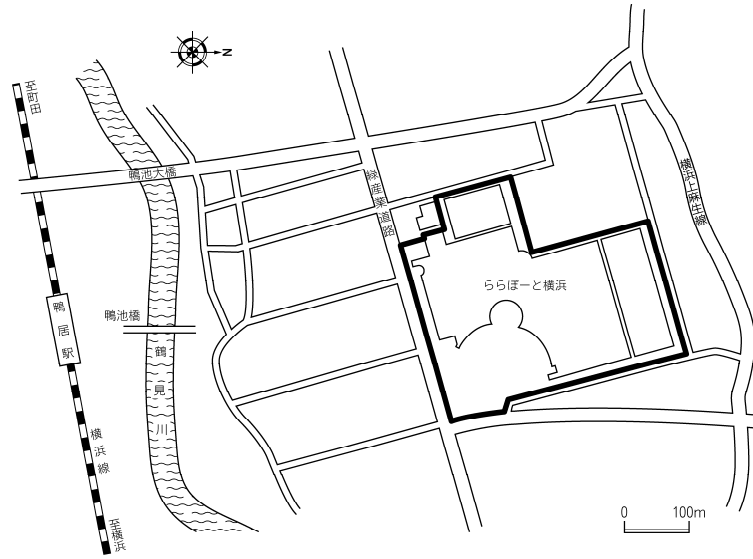 至町田
N
鴨池大橋
緑産業道路
横浜上麻生線
ららぽーと横浜
鴨居駅
鴨池橋
鶴見川
横浜線
至横浜
0 100m